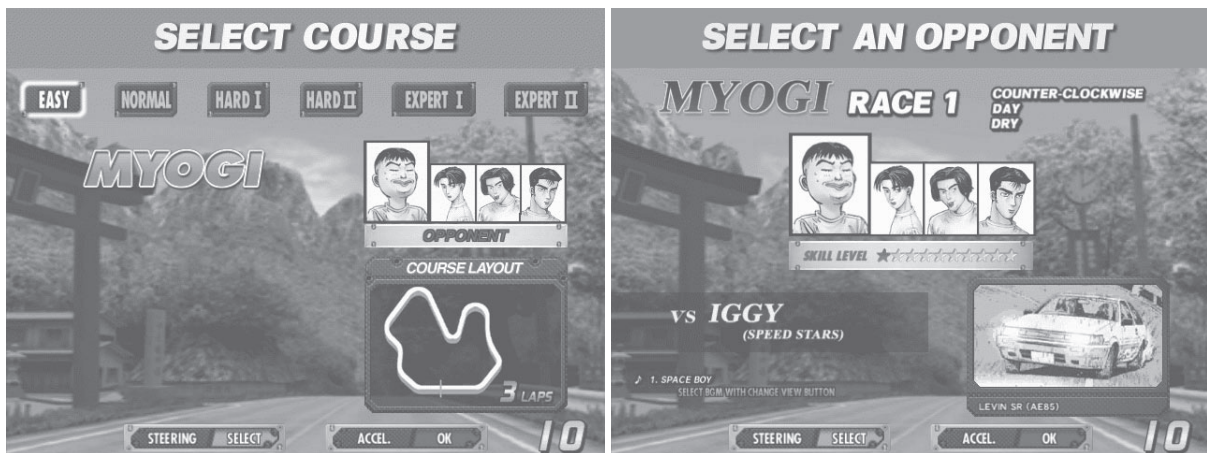 SELECT COURSE
EASY NORMAL HARD I HARD II EXPERT I EXPERT II
MYOGI
OPPONENT
COURSE LAYOUT
3 LAPS
STEERING SELECT ACCEL. OK 10
SELECT AN OPPONENT
MYOGI RACE 1
COUNTER-CLOCKWISE
DAY
DRY
SKILL LEVEL
VS IGGY
(SPEED STARS)
♪ 1. SPACE BOY
SELECT BGM WITH CHANGE VIEW BUTTON
LEVIN SR (AE85)
STEERING SELECT ACCEL. OK 10